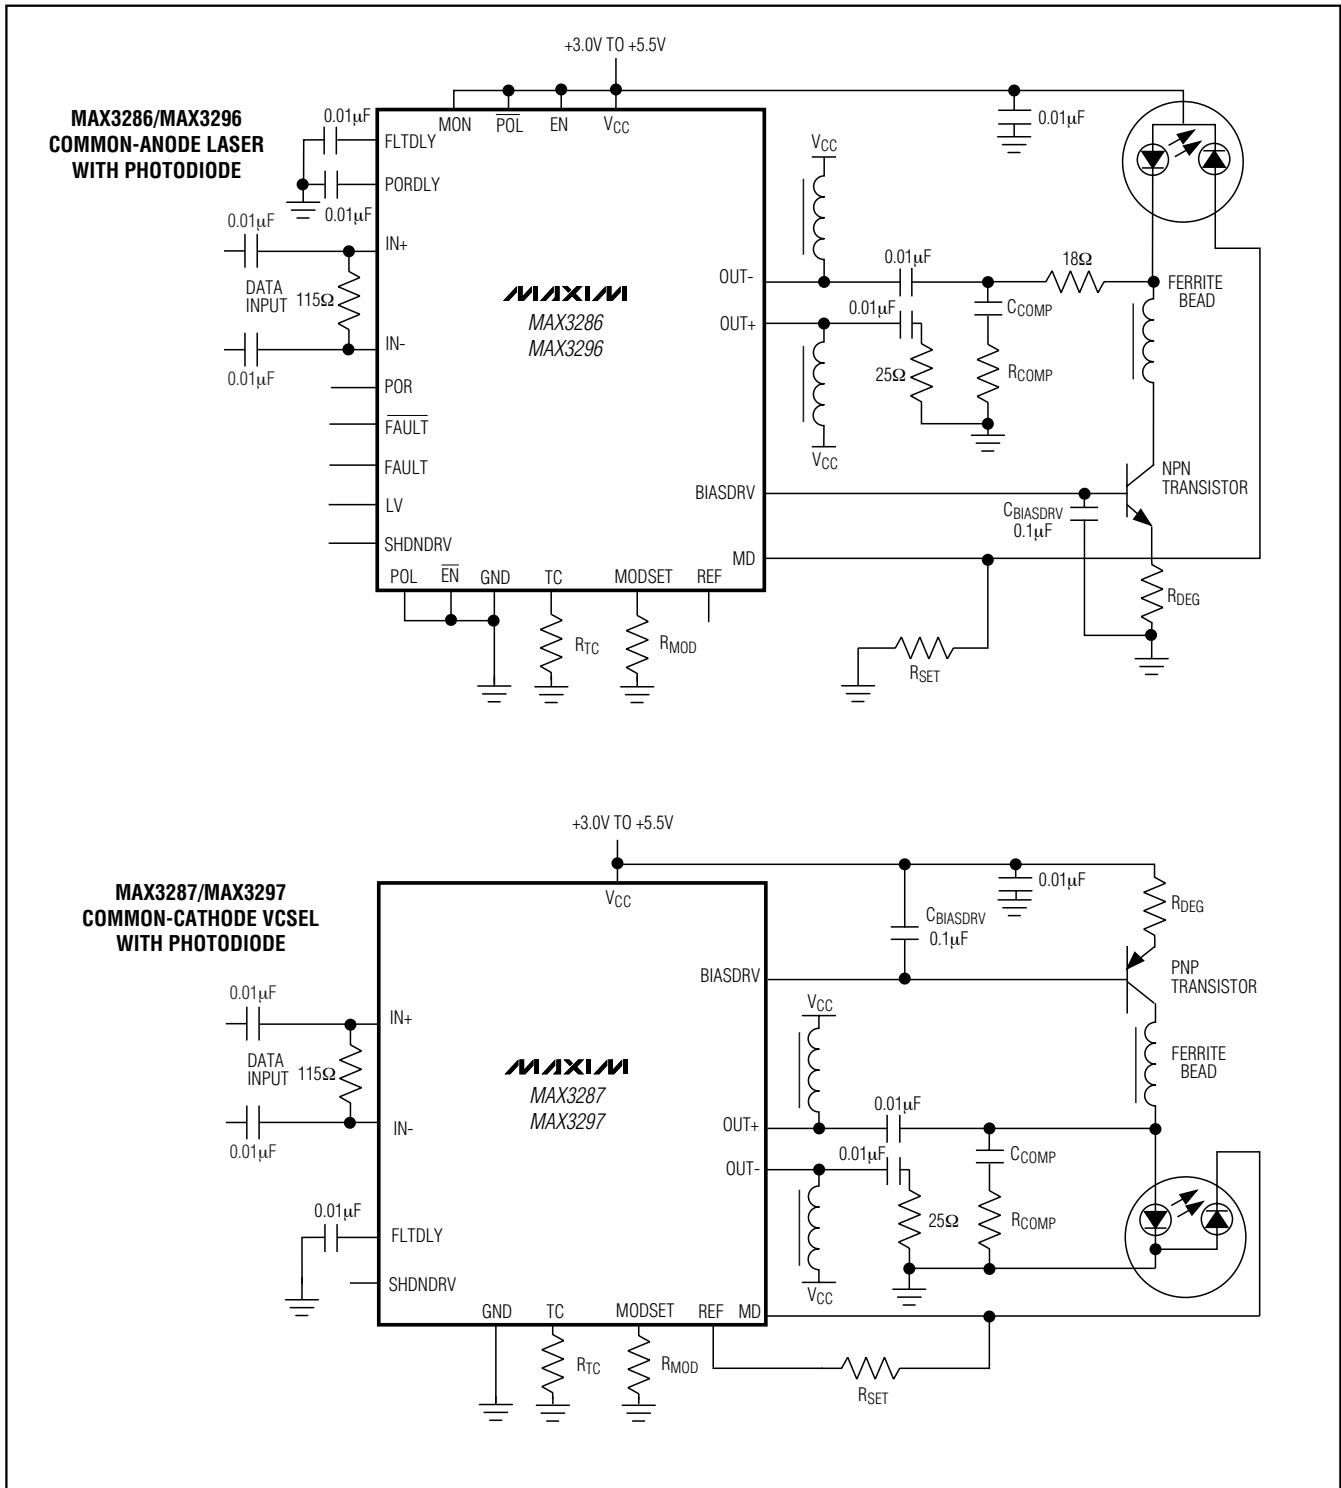 +3.0V TO +5.5V
MAX3286/MAX3296
COMMON-ANODE LASER
WITH PHOTODIODE
0.01µF
MON
POL
EN
VCC
0.01µF
FLTDLY
PORDLY
0.01µF
0.01µF
IN+
DATA
INPUT
115Ω
IN-
0.01µF
POR
FAULT
FAULT
LV
SHDNDRV
MAXIM
MAX3286
MAX3296
VCC
OUT-
0.01µF
18Ω
FERRITE
BEAD
OUT+
0.01µF
CCOMP
25Ω
RCOMP
VCC
BIASDRV
NPN
TRANSISTOR
CBIASDRV
0.1µF
MD
RDEG
POL
EN
GND
TC
MODSET
REF
RTC
RMOD
RSET
+3.0V TO +5.5V
MAX3287/MAX3297
COMMON-CATHODE VCSEL
WITH PHOTODIODE
VCC
0.01µF
RDEG
CBIASDRV
0.1µF
BIASDRV
PNP
TRANSISTOR
0.01µF
IN+
DATA
INPUT
115Ω
IN-
0.01µF
MAXIM
MAX3287
MAX3297
VCC
FERRITE
BEAD
0.01µF
OUT+
0.01µF
CCOMP
OUT-
25Ω
RCOMP
0.01µF
FLTDLY
SHDNDRV
VCC
GND
TC
MODSET
REF
MD
RTC
RMOD
RSET